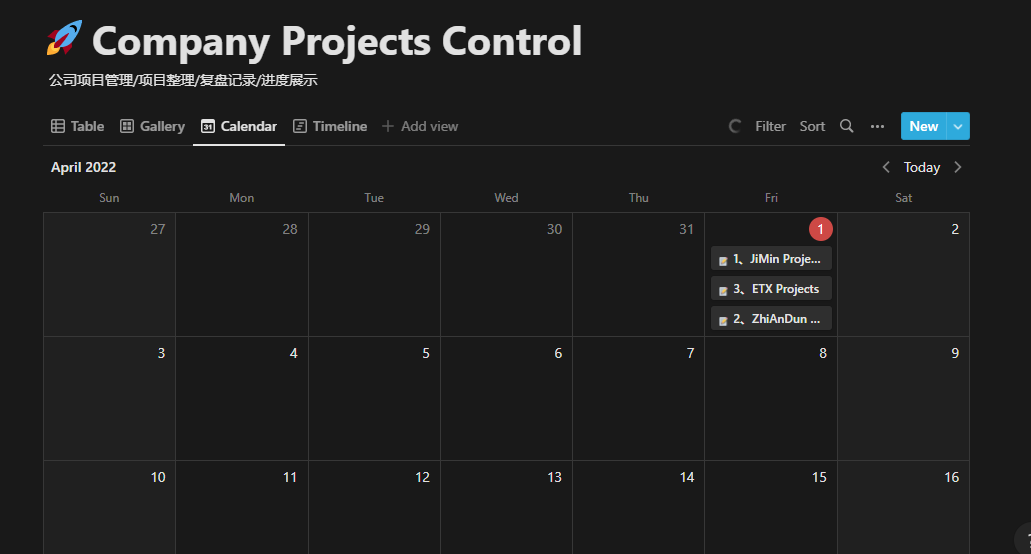 Company Projects Control
公司项目管理/项目整理/复盘记录/进度展示
Table Gallery 31 Calendar Timeline + Add view Filter Sort ... New
April 2022 Today
Sun Mon Tue Wed Thu Fri Sat
27 28 29 30 31 1 2
1、JiMin Proje...
3、ETX Projects
2、ZhiAnDun ...
3 4 5 6 7 8 9
10 11 12 13 14 15 16